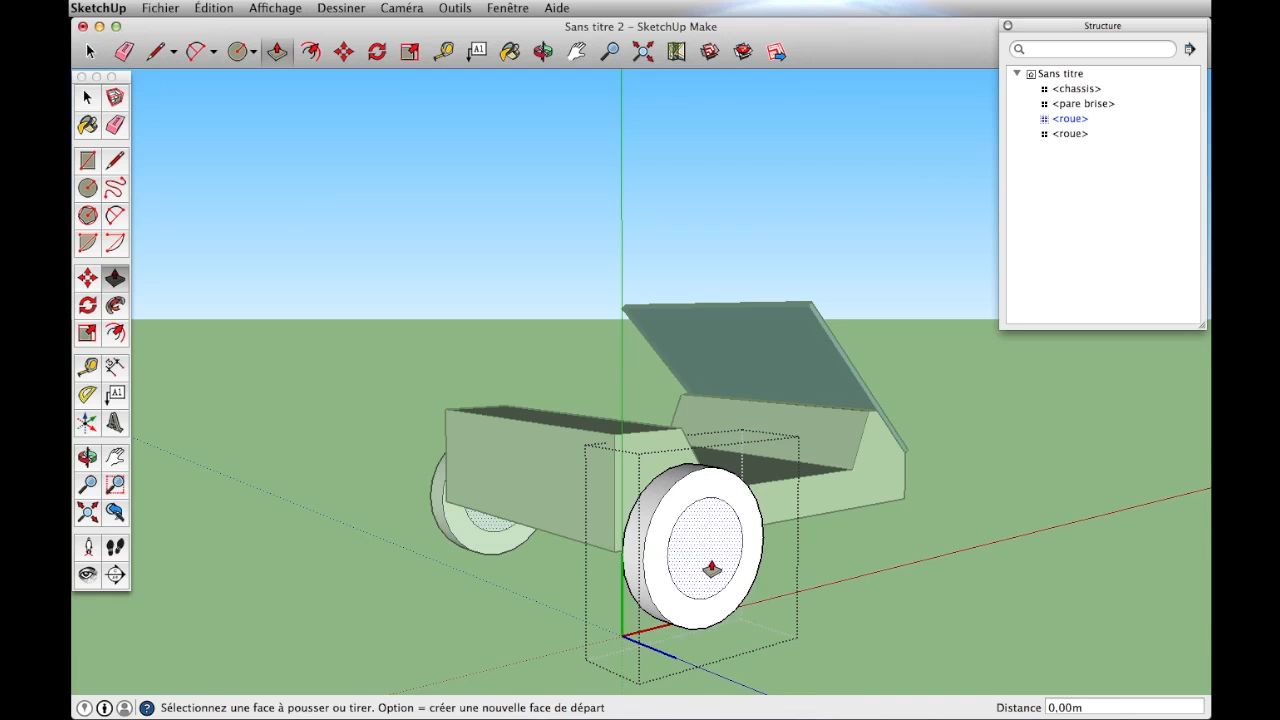 SketchUp Fichier Édition Affichage Dessiner Caméra Outils Fenêtre Aide
Sans titre 2 – SketchUp Make
Structure
A1
Sans titre
<chassis>
<pare brise>
<roue>
<roue>
A1
Sélectionnez une face à pousser ou tirer. Option = créer une nouvelle face de départ
Distance 0,00m